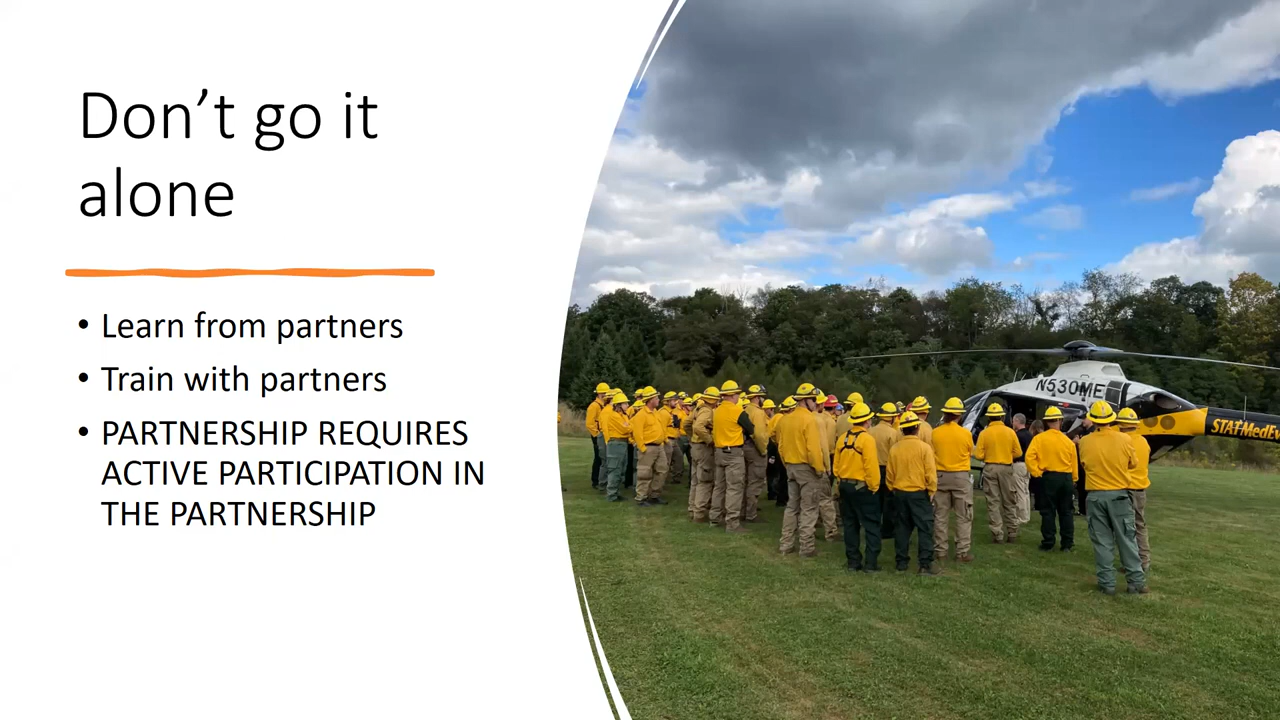 Don’t go it
alone
• Learn from partners
• Train with partners
• PARTNERSHIP REQUIRES
ACTIVE PARTICIPATION IN
THE PARTNERSHIP
N530ME
STAT MedEv